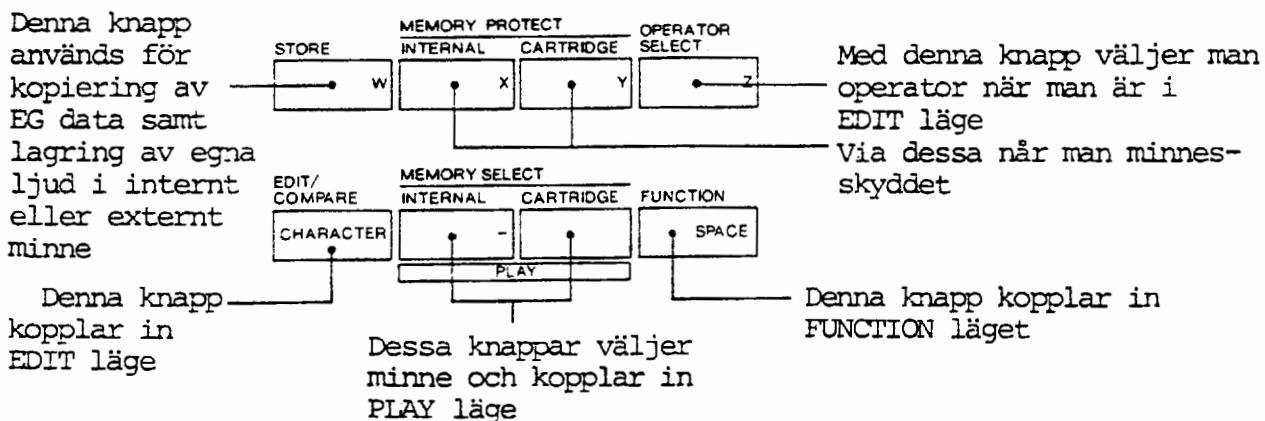 Denna knapp
används för
kopiering av
EG data samt
lagring av egna
ljud i internt
eller externt
minne
MEMORY PROTECT
STORE
INTERNAL
CARTRIDGE
OPERATOR
SELECT
W
X
Y
Z
Med denna knapp väljer man
operator när man är i
EDIT läge
Via dessa når man minnes-
skyddet
EDIT/
COMPARE
MEMORY SELECT
INTERNAL
CARTRIDGE
FUNCTION
CHARACTER
-
SPACE
PLAY
Denna knapp
kopplar in
EDIT läge
Dessa knappar väljer
minne och kopplar in
PLAY läge
Denna knapp kopplar in
FUNCTION läget